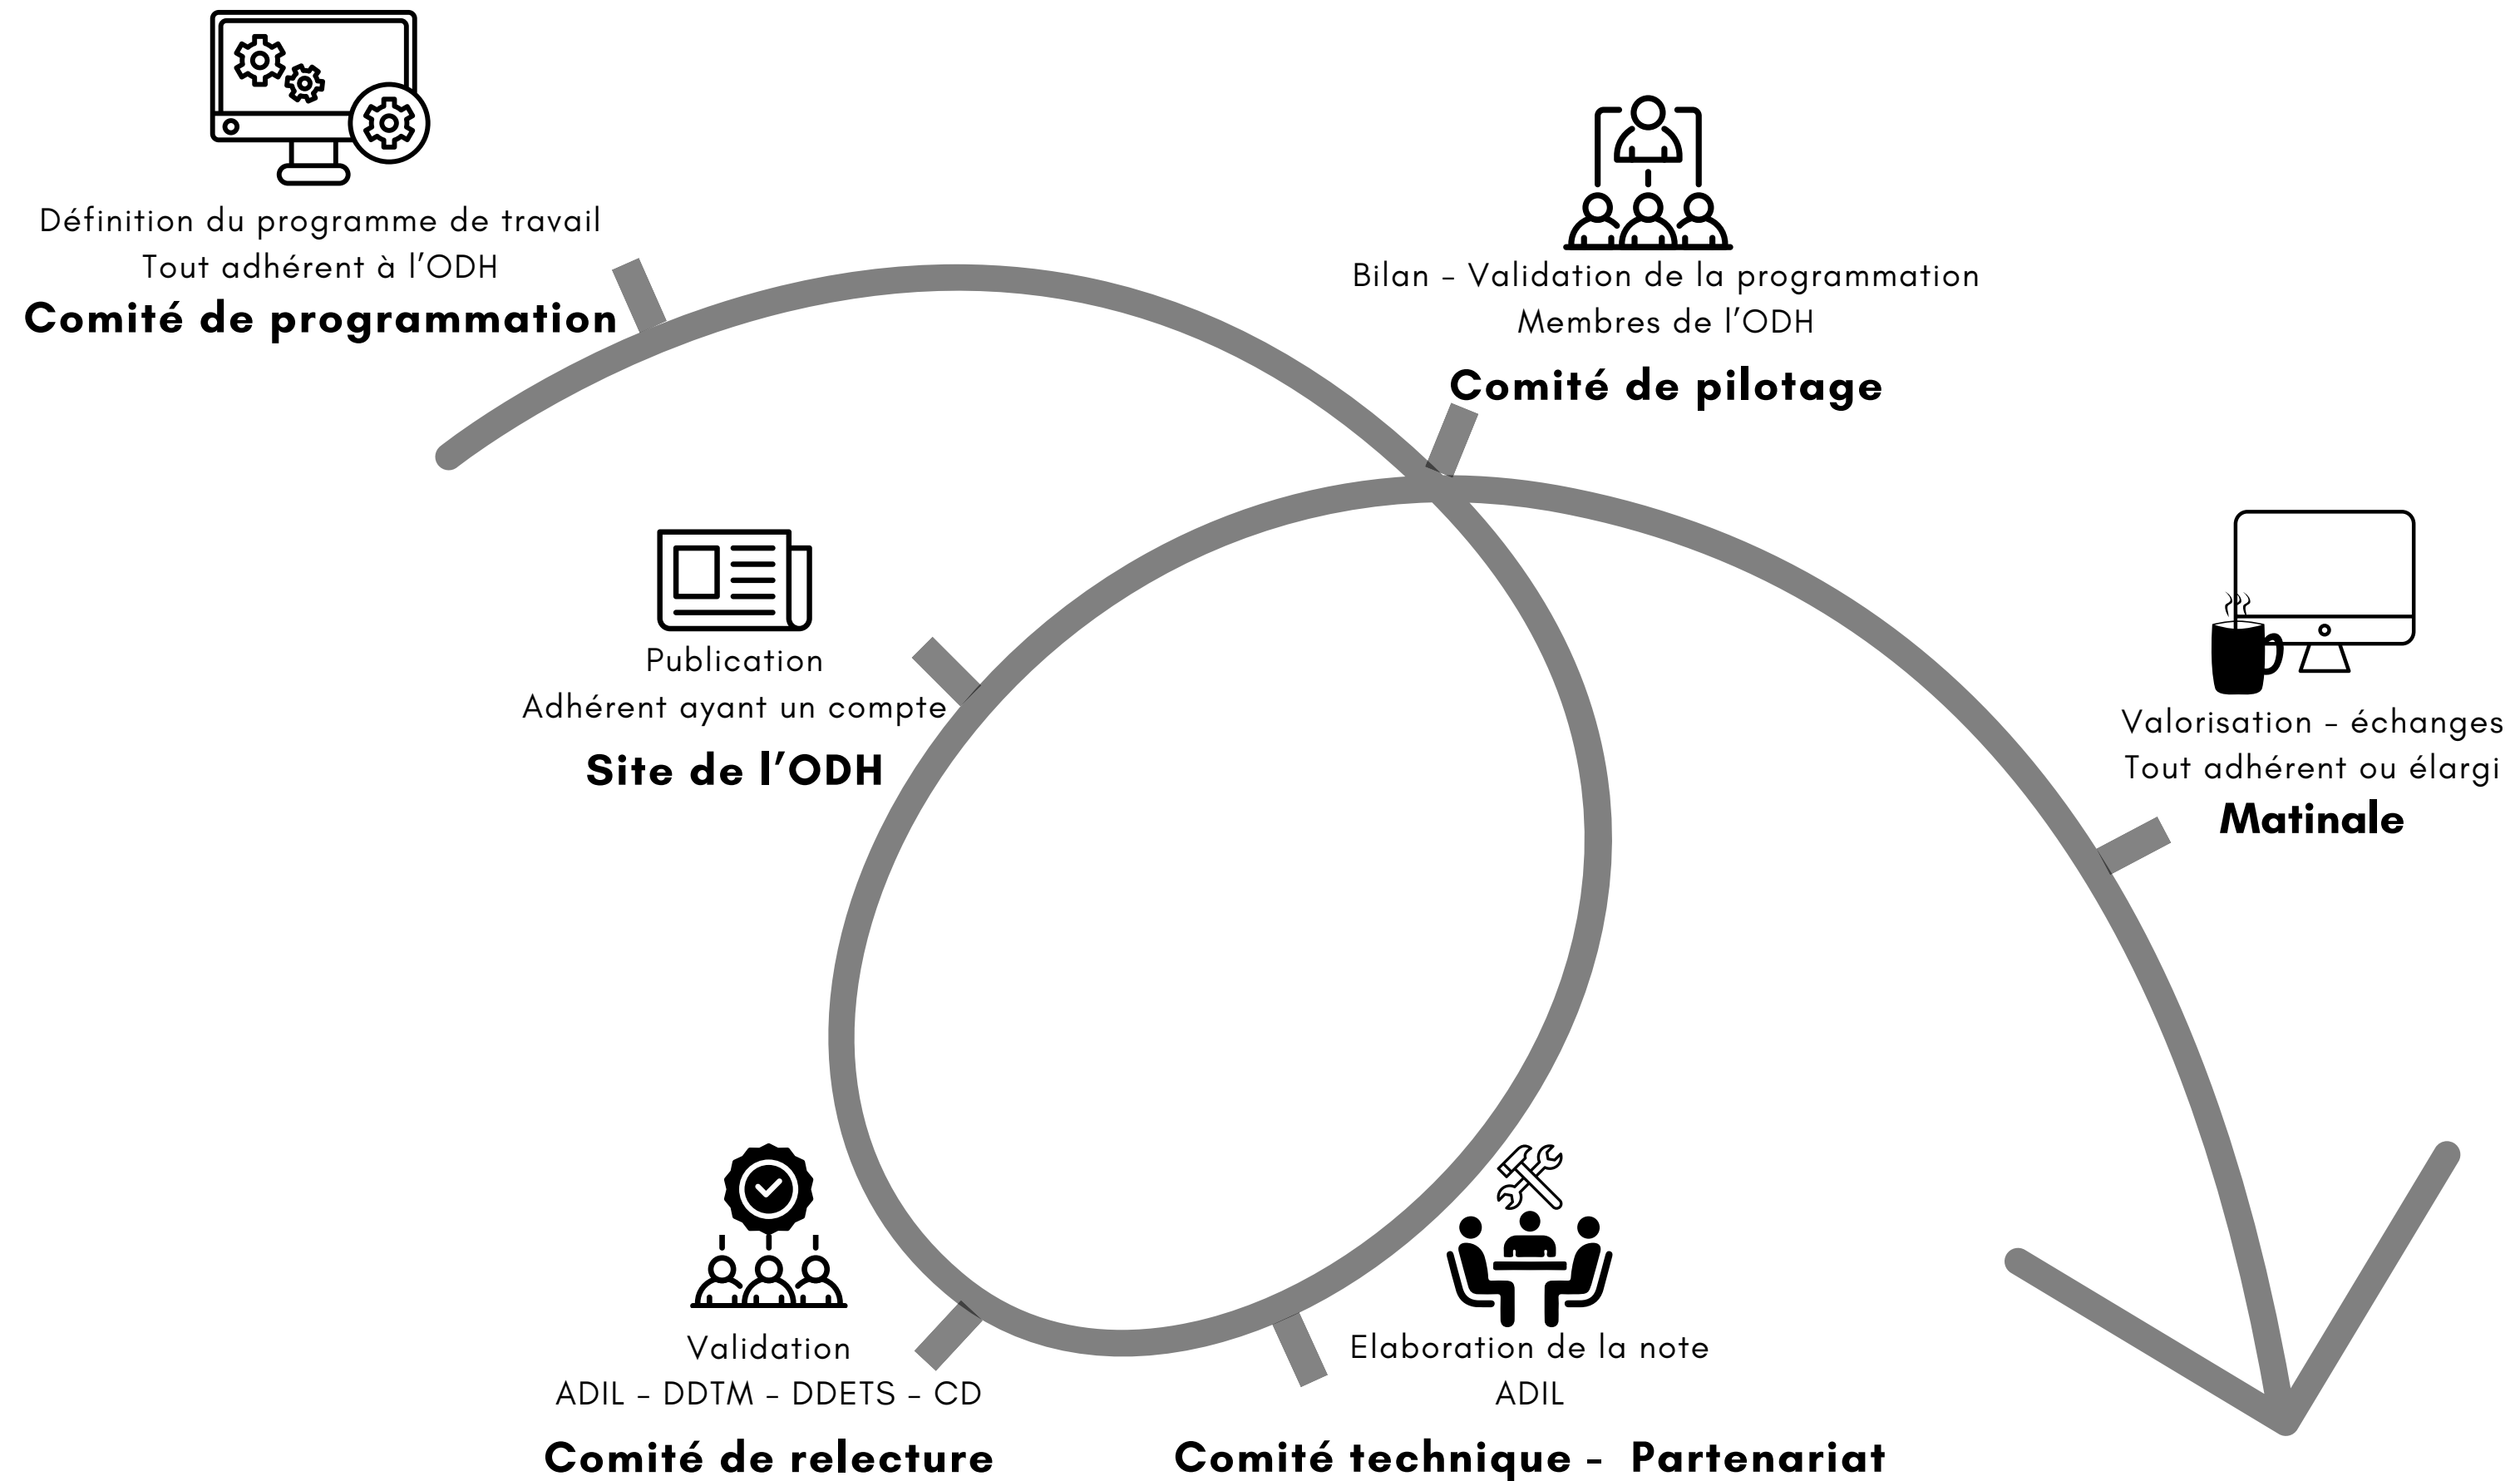 Définition du programme de travail
Tout adhérent à l’ODH
Comité de programmation
Bilan - Validation de la programmation
Membres de l’ODH
Comité de pilotage
Publication
Adhérent ayant un compte
Site de l’ODH
Valorisation - échanges
Tout adhérent ou élargi
Matinale
Validation
ADIL - DDTM - DDETS - CD
Comité de relecture
Elaboration de la note
ADIL
Comité technique - Partenariat